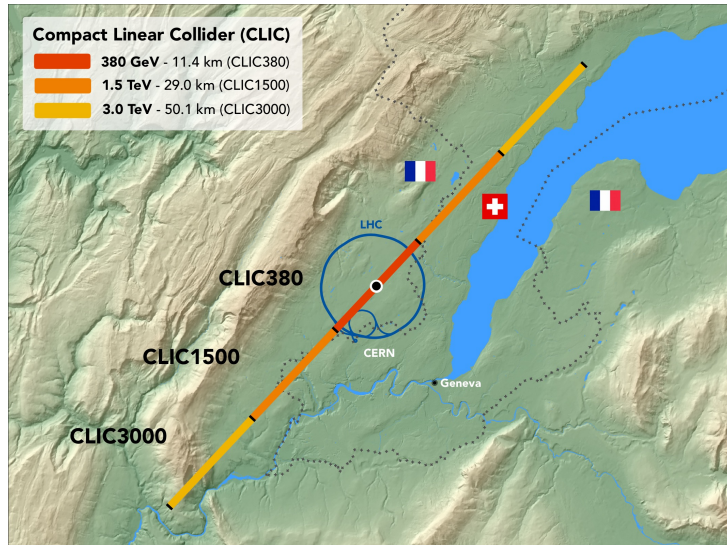 Compact Linear Collider (CLIC)
380 GeV - 11.4 km (CLIC380)
1.5 TeV - 29.0 km (CLIC1500)
3.0 TeV - 50.1 km (CLIC3000)
LHC
CLIC380
CERN
CLIC1500
Geneva
CLIC3000